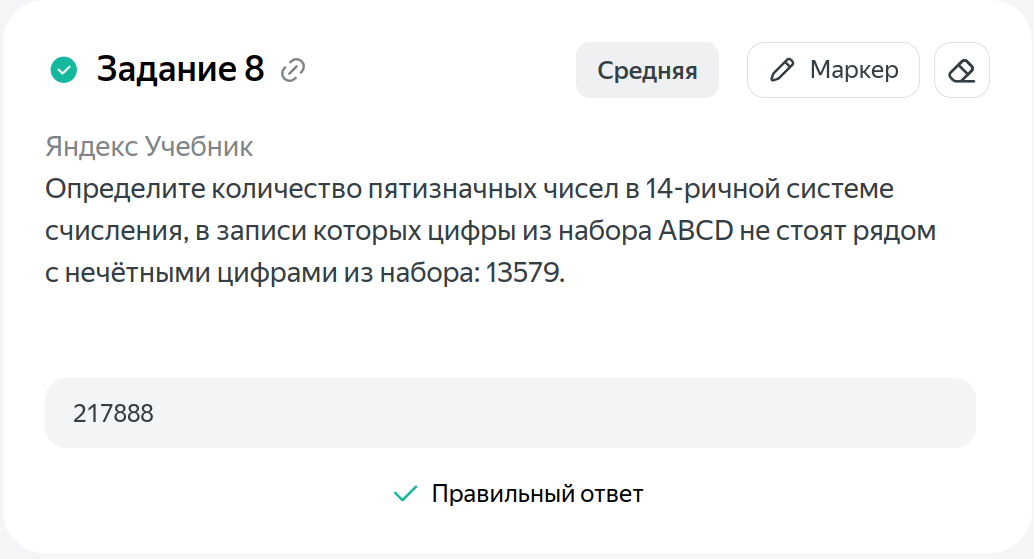 Задание 8
Средняя
Маркер
Яндекс Учебник
Определите количество пятизначных чисел в 14-ричной системе
счисления, в записи которых цифры из набора ABCD не стоят рядом
с нечётными цифрами из набора: 13579.
217888
Правильный ответ